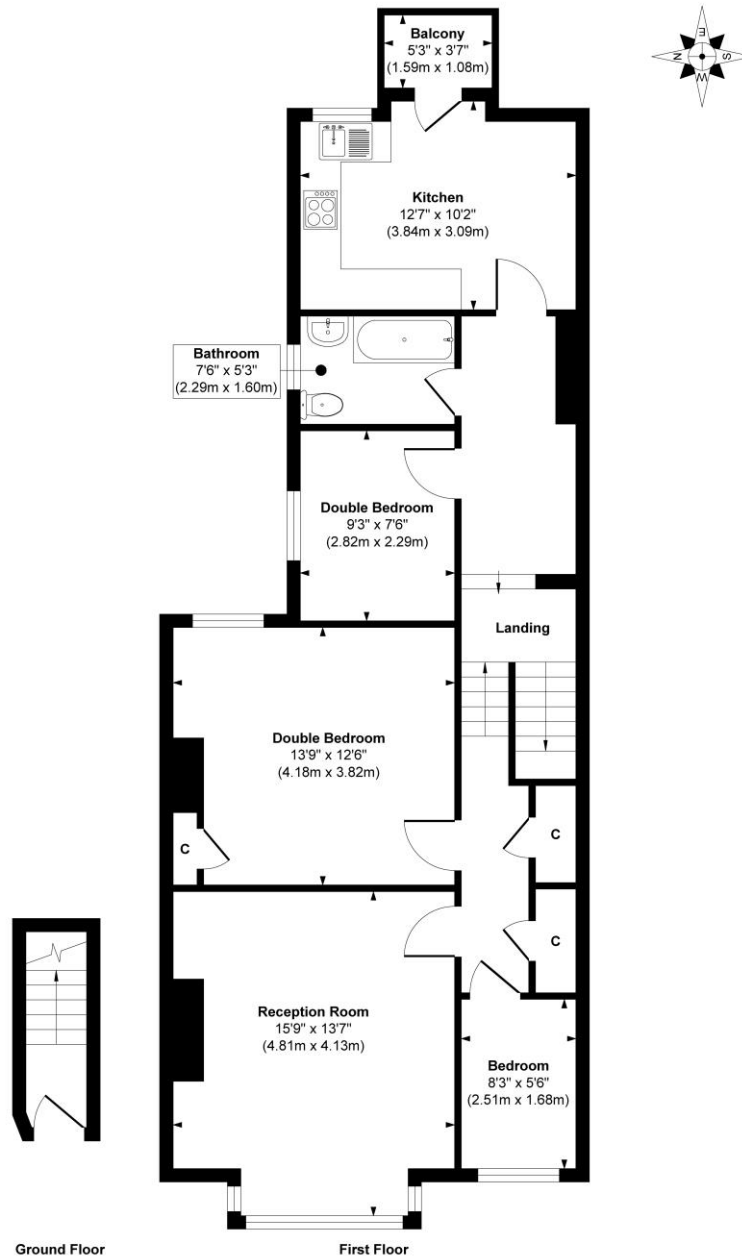 Balcony
5'3" x 3'7"
(1.59m x 1.08m)
E
N
S
W
Kitchen
12'7" x 10'2"
(3.84m x 3.09m)
Bathroom
7'6" x 5'3"
(2.29m x 1.60m)
Double Bedroom
9'3" x 7'6"
(2.82m x 2.29m)
Landing
Double Bedroom
13'9" x 12'6"
(4.18m x 3.82m)
C
C
C
Reception Room
15'9" x 13'7"
(4.81m x 4.13m)
Bedroom
8'3" x 5'6"
(2.51m x 1.68m)
Ground Floor
First Floor